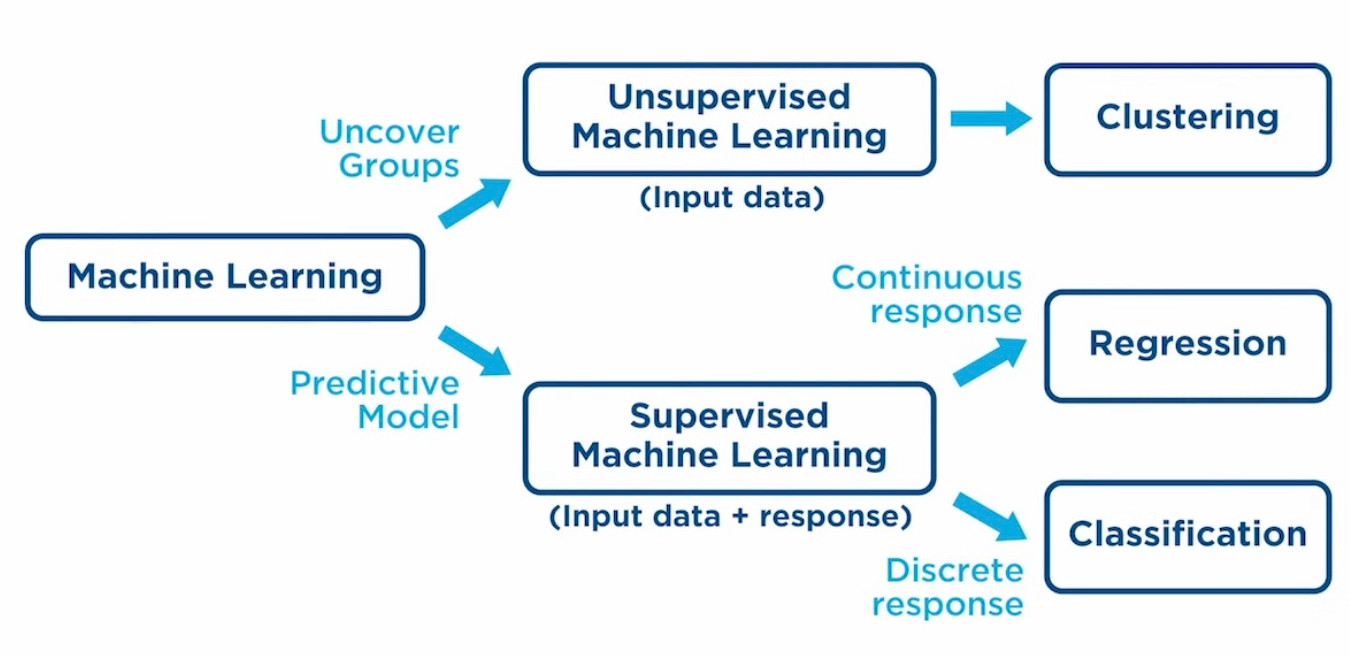 Uncover
Groups
Unsupervised
Machine Learning
(Input data)
Clustering
Machine Learning
Predictive
Model
Supervised
Machine Learning
(Input data + response)
Continuous
response
Regression
Discrete
response
Classification